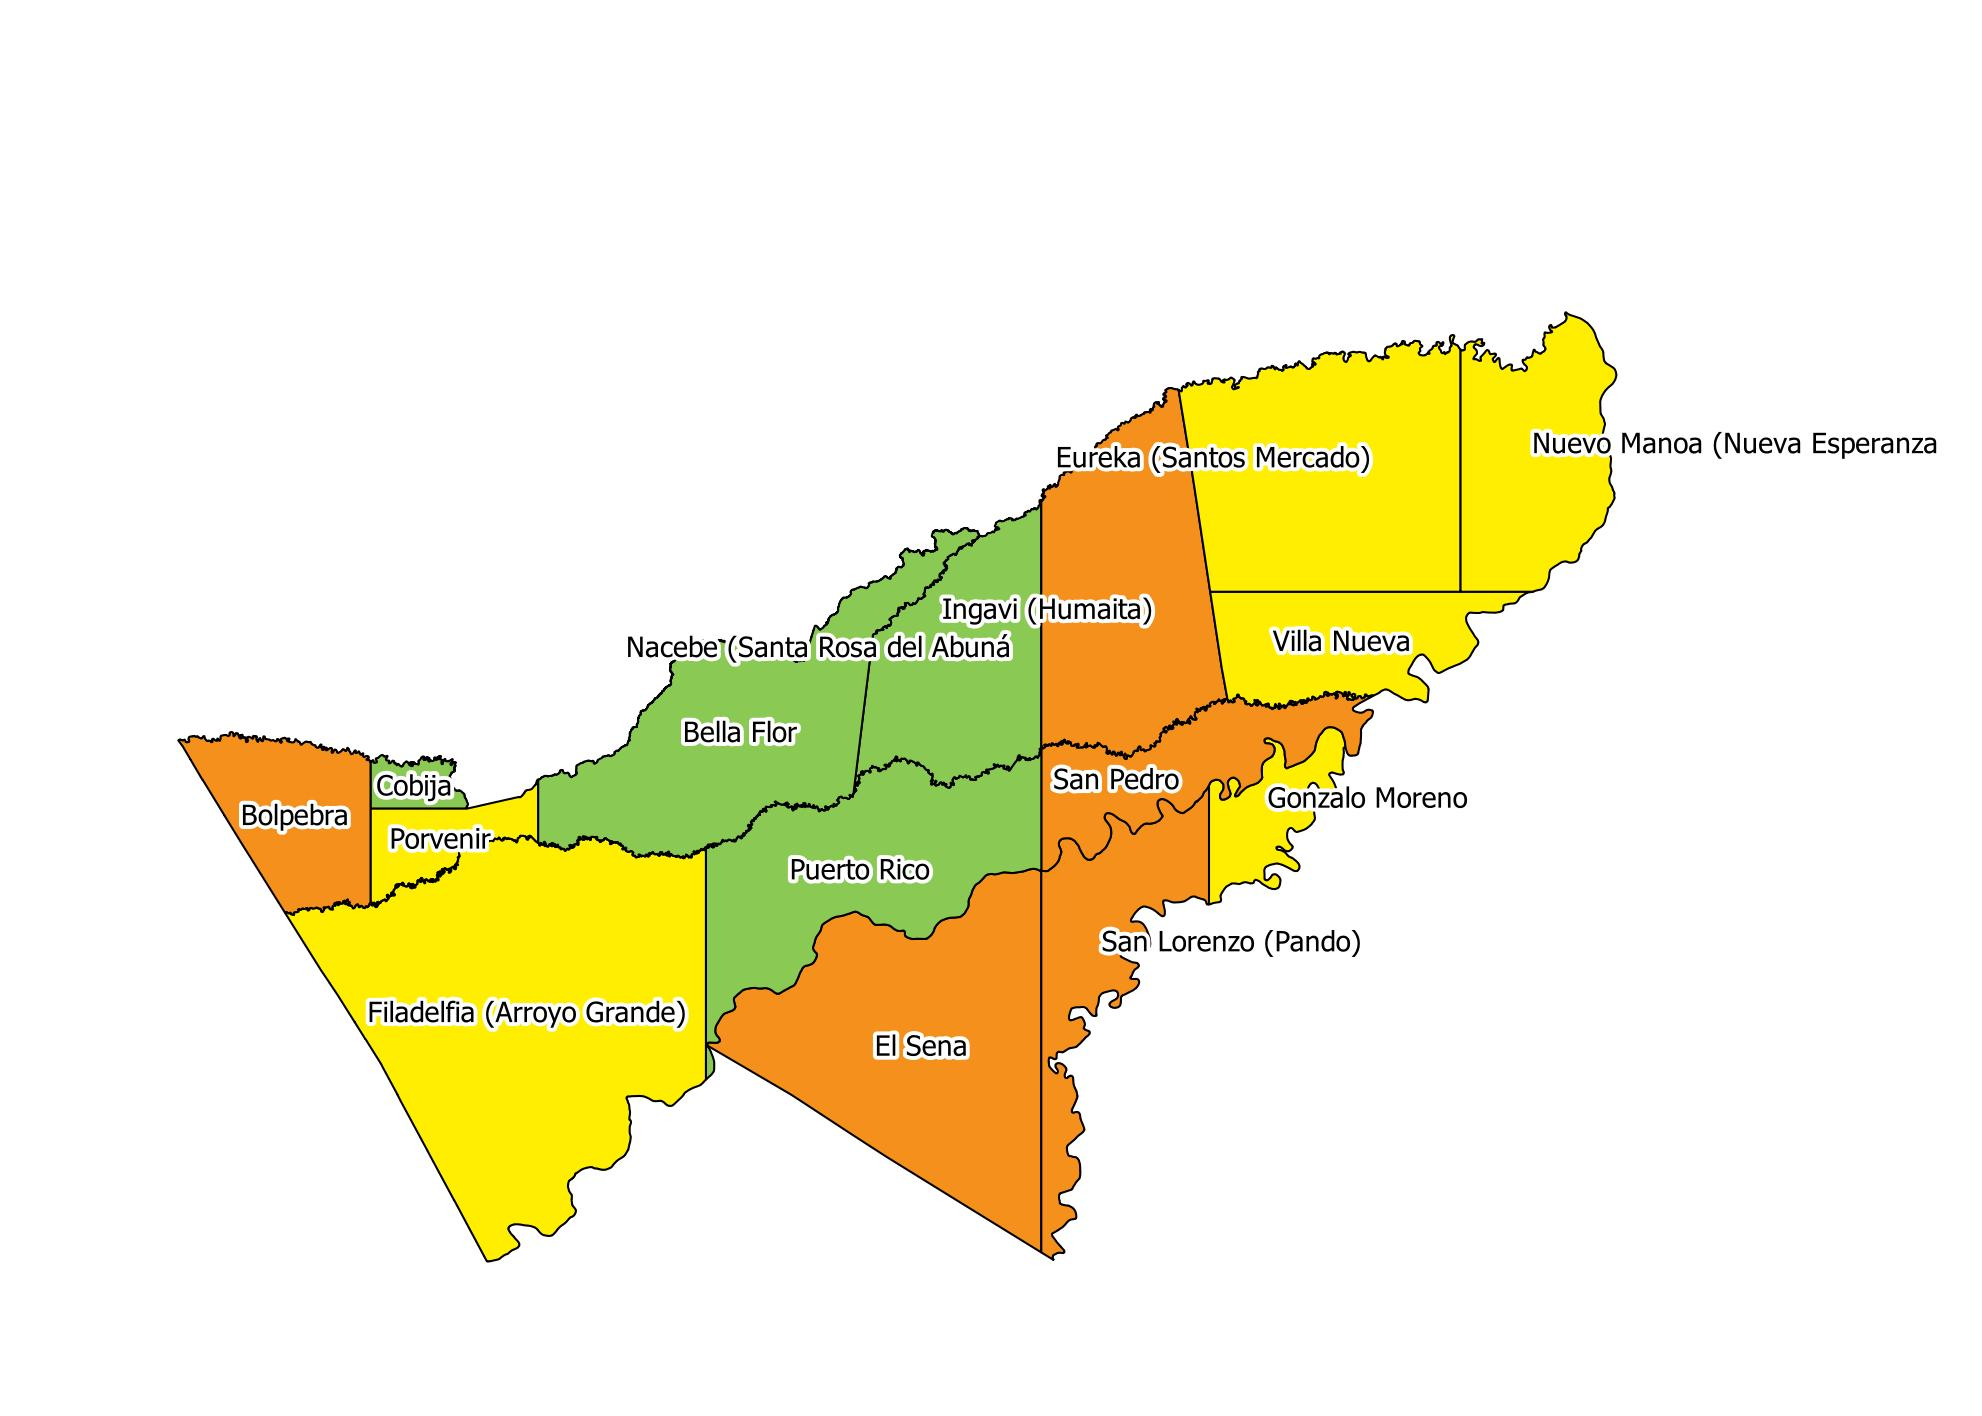 Nuevo Manoa (Nueva Esperanza
Eureka (Santos Mercado)
Ingavi (Humaita)
Villa Nueva
Nacebe (Santa Rosa del Abuná
Bella Flor
San Pedro
Cobija
Gonzalo Moreno
Bolpebra
Porvenir
Puerto Rico
San Lorenzo (Pando)
Filadelfia (Arroyo Grande)
El Sena